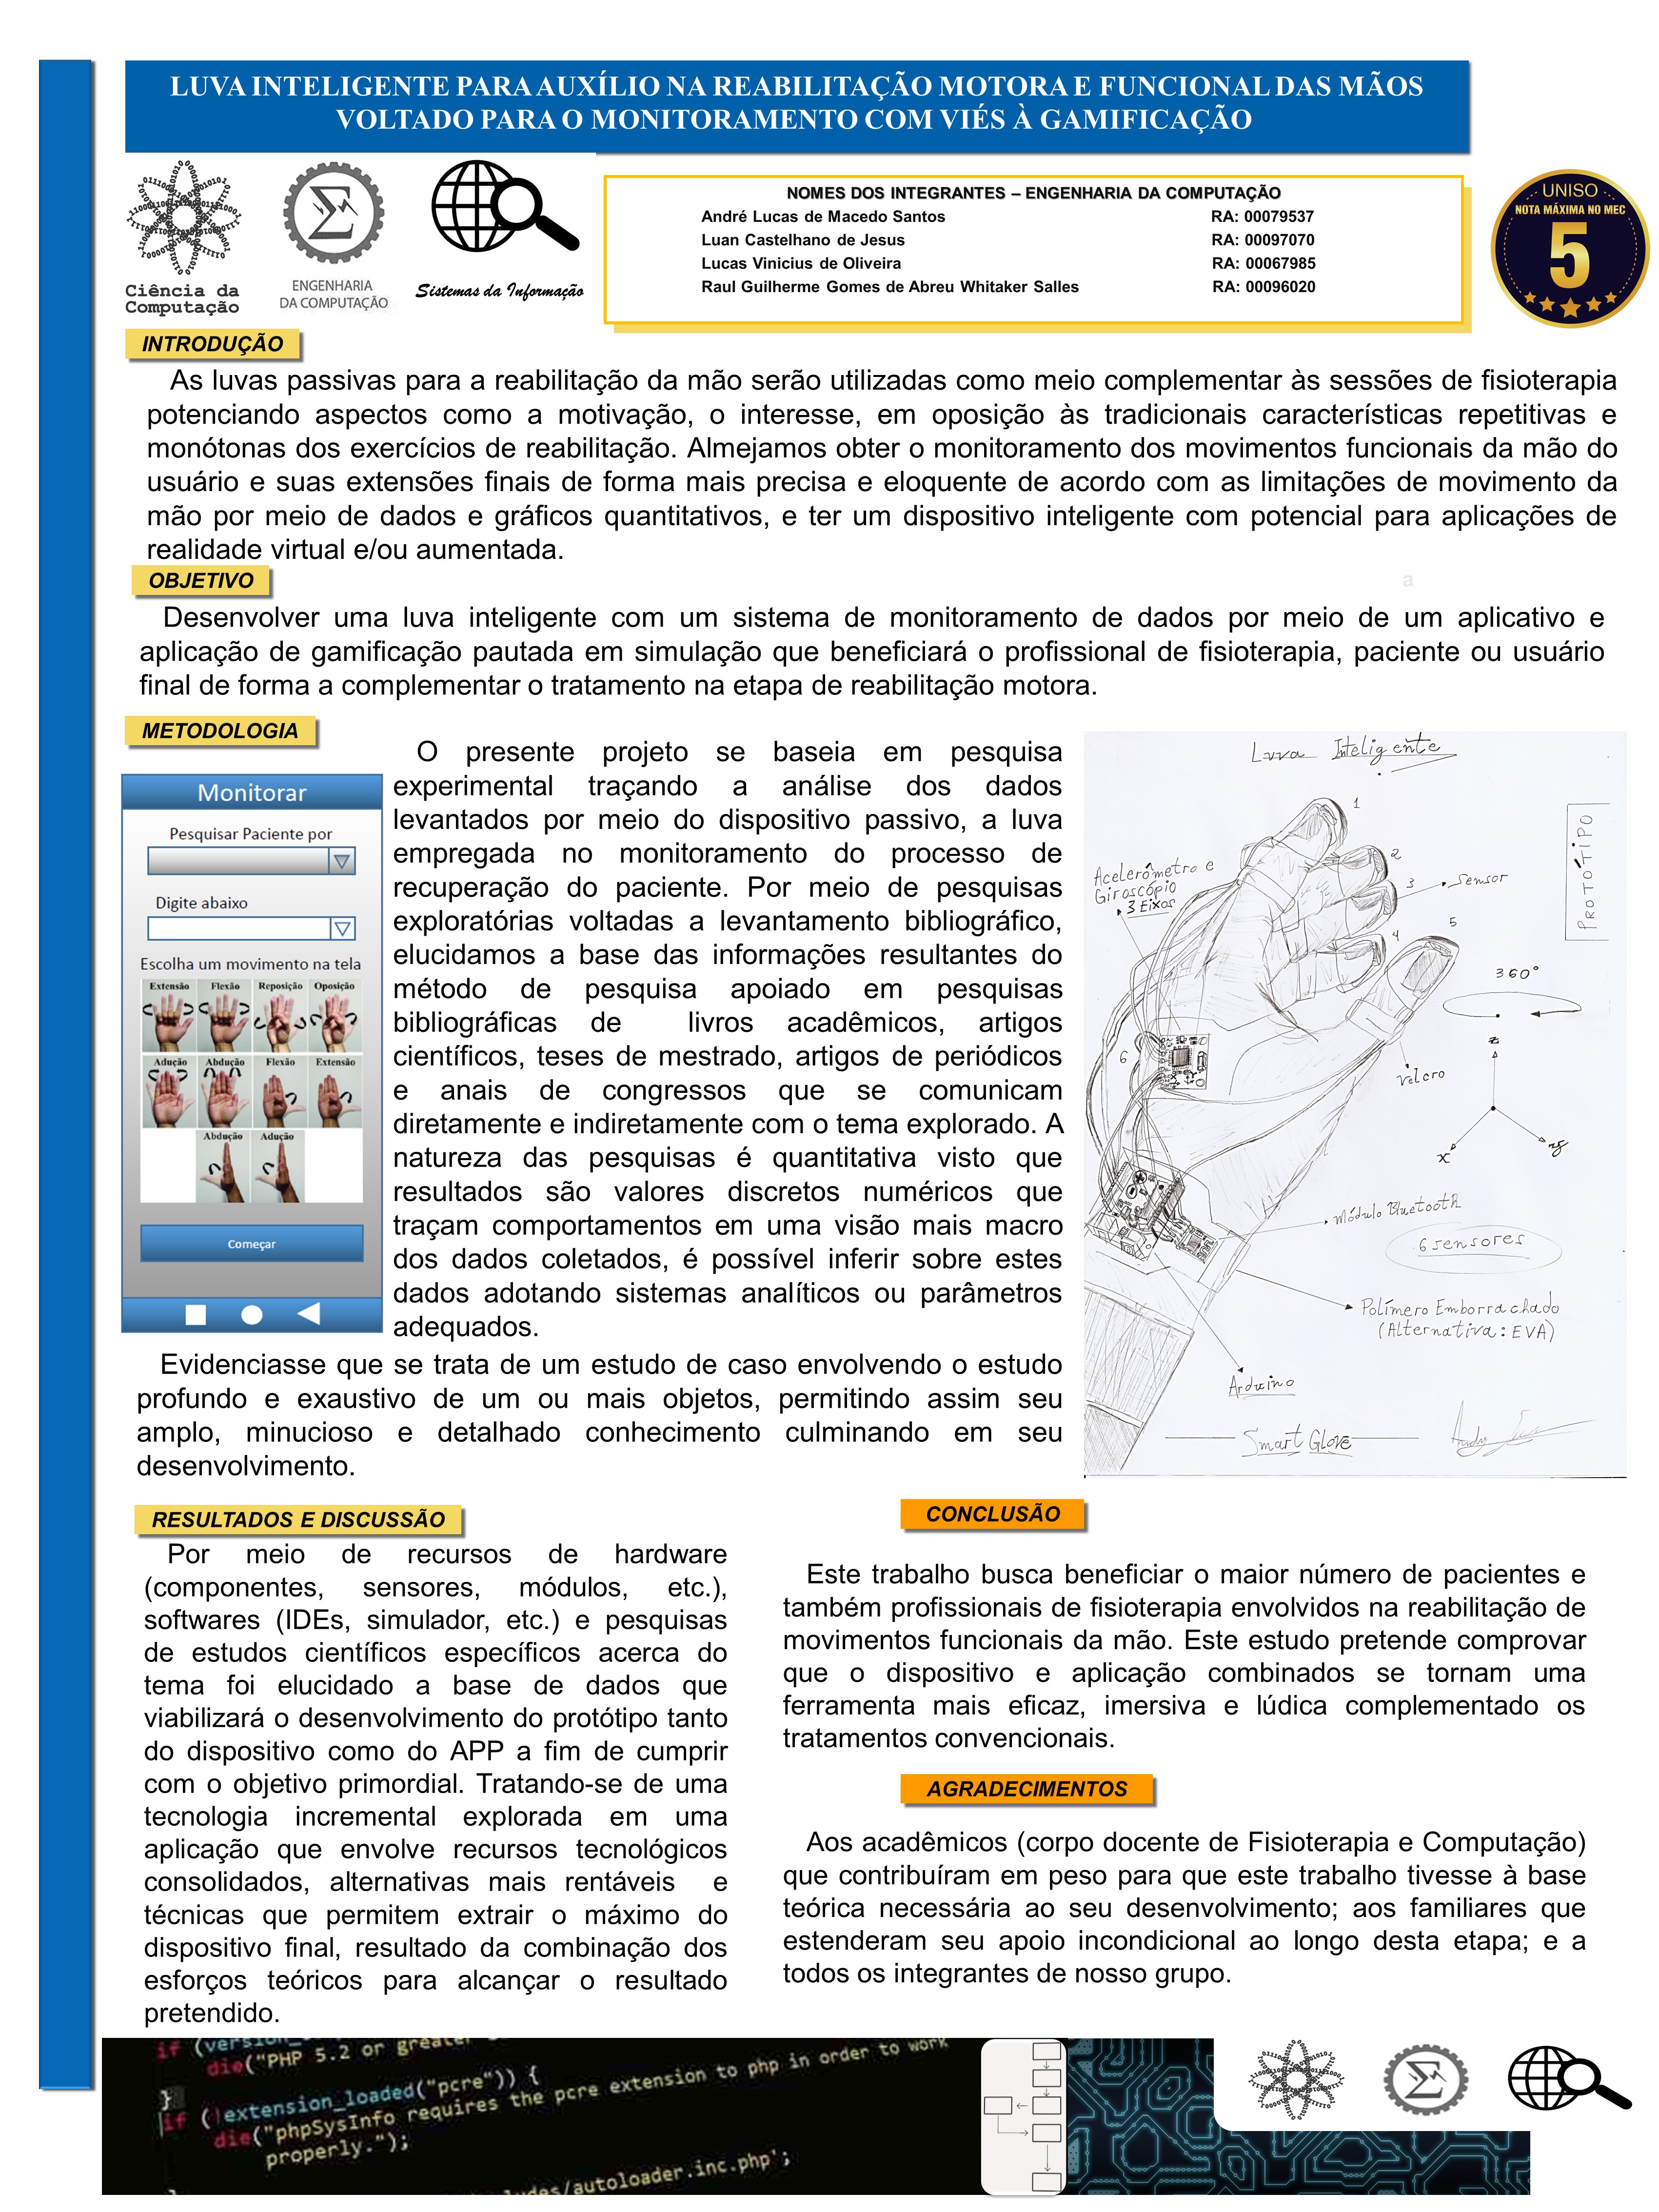 LUVA INTELIGENTE PARA AUXÍLIO NA REABILITAÇÃO MOTORA E FUNCIONAL DAS MÃOS
VOLTADO PARA O MONITORAMENTO COM VIÉS À GAMIFICAÇÃO
Ciência da
Computação
ENGENHARIA
DA COMPUTAÇÃO
Sistemas da Informação
NOMES DOS INTEGRANTES – ENGENHARIA DA COMPUTAÇÃO
André Lucas de Macedo Santos RA: 00079537
Luan Castelhano de Jesus RA: 00097070
Lucas Vinicius de Oliveira RA: 00067985
Raul Guilherme Gomes de Abreu Whitaker Salles RA: 00096020
UNISO
NOTA MÁXIMA NO MEC
5
INTRODUÇÃO
As luvas passivas para a reabilitação da mão serão utilizadas como meio complementar às sessões de fisioterapia
potenciando aspectos como a motivação, o interesse, em oposição às tradicionais características repetitivas e
monótonas dos exercícios de reabilitação. Almejamos obter o monitoramento dos movimentos funcionais da mão do
usuário e suas extensões finais de forma mais precisa e eloquente de acordo com as limitações de movimento da
mão por meio de dados e gráficos quantitativos, e ter um dispositivo inteligente com potencial para aplicações de
realidade virtual e/ou aumentada.
OBJETIVO
a
Desenvolver uma luva inteligente com um sistema de monitoramento de dados por meio de um aplicativo e
aplicação de gamificação pautada em simulação que beneficiará o profissional de fisioterapia, paciente ou usuário
final de forma a complementar o tratamento na etapa de reabilitação motora.
METODOLOGIA
Monitorar
Pesquisar Paciente por
Digite abaixo
Escolha um movimento na tela
Extensão Flexão Reposição Oposição
Adução Abdução Flexão Extensão
Abdução Adução
Começar
O presente projeto se baseia em pesquisa
experimental traçando a análise dos dados
levantados por meio do dispositivo passivo, a luva
empregada no monitoramento do processo de
recuperação do paciente. Por meio de pesquisas
exploratórias voltadas a levantamento bibliográfico,
elucidamos a base das informações resultantes do
método de pesquisa apoiado em pesquisas
bibliográficas de livros acadêmicos, artigos
científicos, teses de mestrado, artigos de periódicos
e anais de congressos que se comunicam
diretamente e indiretamente com o tema explorado. A
natureza das pesquisas é quantitativa visto que
resultados são valores discretos numéricos que
traçam comportamentos em uma visão mais macro
dos dados coletados, é possível inferir sobre estes
dados adotando sistemas analíticos ou parâmetros
adequados.
Evidenciasse que se trata de um estudo de caso envolvendo o estudo
profundo e exaustivo de um ou mais objetos, permitindo assim seu
amplo, minucioso e detalhado conhecimento culminando em seu
desenvolvimento.
Luva Inteligente
PROTÓTIPO
1
2
3
Sensor
4
5
Acelerômetro e
Giroscópio
3 Eixos
360°
6
z
Velcro
x
y
Módulo Bluetooth
6 sensores
Polímero Emborrachado
(Alternativa: EVA)
Arduino
Smart Glove
RESULTADOS E DISCUSSÃO
Por meio de recursos de hardware
(componentes, sensores, módulos, etc.),
softwares (IDEs, simulador, etc.) e pesquisas
de estudos científicos específicos acerca do
tema foi elucidado a base de dados que
viabilizará o desenvolvimento do protótipo tanto
do dispositivo como do APP a fim de cumprir
com o objetivo primordial. Tratando-se de uma
tecnologia incremental explorada em uma
aplicação que envolve recursos tecnológicos
consolidados, alternativas mais rentáveis e
técnicas que permitem extrair o máximo do
dispositivo final, resultado da combinação dos
esforços teóricos para alcançar o resultado
pretendido.
CONCLUSÃO
Este trabalho busca beneficiar o maior número de pacientes e
também profissionais de fisioterapia envolvidos na reabilitação de
movimentos funcionais da mão. Este estudo pretende comprovar
que o dispositivo e aplicação combinados se tornam uma
ferramenta mais eficaz, imersiva e lúdica complementado os
tratamentos convencionais.
AGRADECIMENTOS
Aos acadêmicos (corpo docente de Fisioterapia e Computação)
que contribuíram em peso para que este trabalho tivesse à base
teórica necessária ao seu desenvolvimento; aos familiares que
estenderam seu apoio incondicional ao longo desta etapa; e a
todos os integrantes de nosso grupo.
die("PHP 5.2 or greater
}
if (!extension_loaded("pcre")) {
die("phpSysInfo requires the pcre extension to php in order to work
properly.");
/autoloader.inc.php';